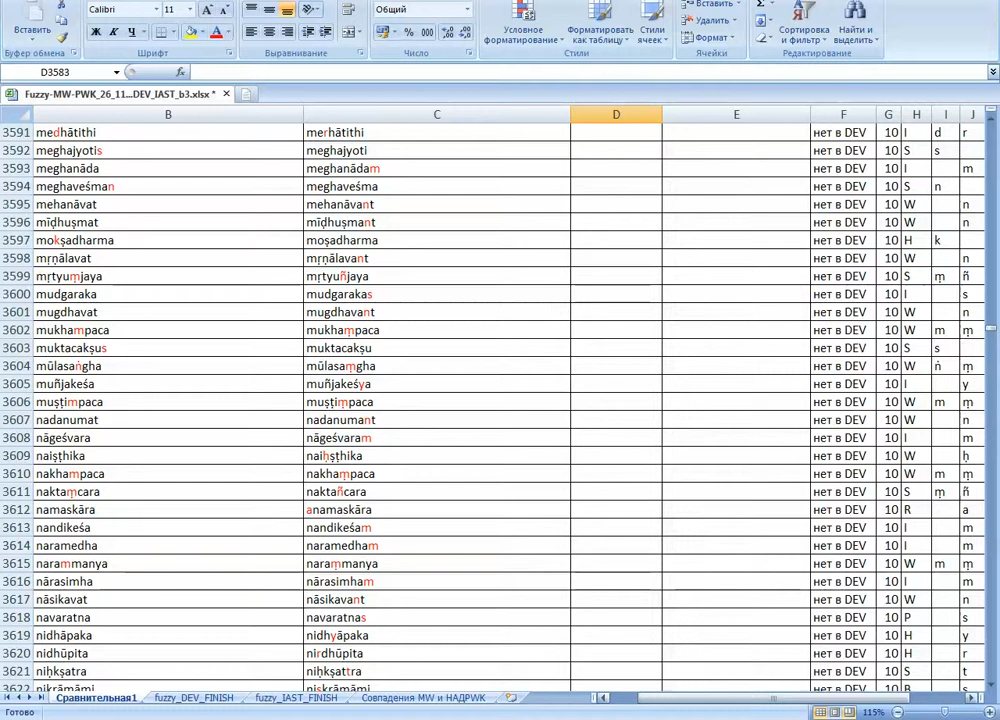 Calibri 11 Общий
Вставить Ж К Ч % 000
Условное форматирование Форматировать как таблицу Стили ячеек
Вставить Удалить Формат
Сортировка и фильтр Найти и выделить
Буфер обмена Шрифт Выравнивание Число Стили Ячейки Редактирование
D3583 fx
Fuzzy-MW-PWK_26_11...DEV_IAST_b3.xlsx *
B C D E F G H I J
3591 medhātithi merhātithi нет в DEV 10 I d r
3592 meghajyotis meghajyoti нет в DEV 10 S s
3593 meghanāda meghanādam нет в DEV 10 I m
3594 meghaveśman meghaveśma нет в DEV 10 S n
3595 mehanāvat mehanāvant нет в DEV 10 W n
3596 mīḍhuṣmat mīḍhuṣmant нет в DEV 10 W n
3597 mokṣadharma moṣadharma нет в DEV 10 H k
3598 mṛṇālavat mṛṇālavant нет в DEV 10 W n
3599 mṛtyuṃjaya mṛtyuñjaya нет в DEV 10 S ṃ ñ
3600 mudgaraka mudgarakas нет в DEV 10 I s
3601 mugdhavat mugdhavant нет в DEV 10 W n
3602 mukhampaca mukhaṃpaca нет в DEV 10 W m ṃ
3603 muktacakṣus muktacakṣu нет в DEV 10 S s
3604 mūlasaṅgha mūlasaṃgha нет в DEV 10 W ṅ ṃ
3605 muñjakeśa muñjakeśya нет в DEV 10 I y
3606 muṣṭimpaca muṣṭiṃpaca нет в DEV 10 W m ṃ
3607 nadanumat nadanumant нет в DEV 10 W n
3608 nāgeśvara nāgeśvaram нет в DEV 10 I m
3609 naiṣṭhika naiḥṣṭhika нет в DEV 10 W ḥ
3610 nakhampaca nakhaṃpaca нет в DEV 10 W m ṃ
3611 naktaṃcara naktañcara нет в DEV 10 S ṃ ñ
3612 namaskāra anamaskāra нет в DEV 10 R a
3613 nandikeśa nandikeśam нет в DEV 10 I m
3614 naramedha naramedham нет в DEV 10 I m
3615 narammanya naraṃmanya нет в DEV 10 W m ṃ
3616 nārasimha nārasimham нет в DEV 10 I m
3617 nāsikavat nāsikavant нет в DEV 10 W n
3618 navaratna navaratnas нет в DEV 10 P s
3619 nidhāpaka nidhyāpaka нет в DEV 10 H y
3620 nidhūpita nirdhūpita нет в DEV 10 H r
3621 niḥkṣatra niḥkṣattra нет в DEV 10 S t
3622 nikrāmāmi niskrāmāmi нет в DEV 10 B s
Сравнительная1 fuzzy_DEV_FINISH fuzzy_IAST_FINISH Совпадения MW и НАДPWK
Готово 115%